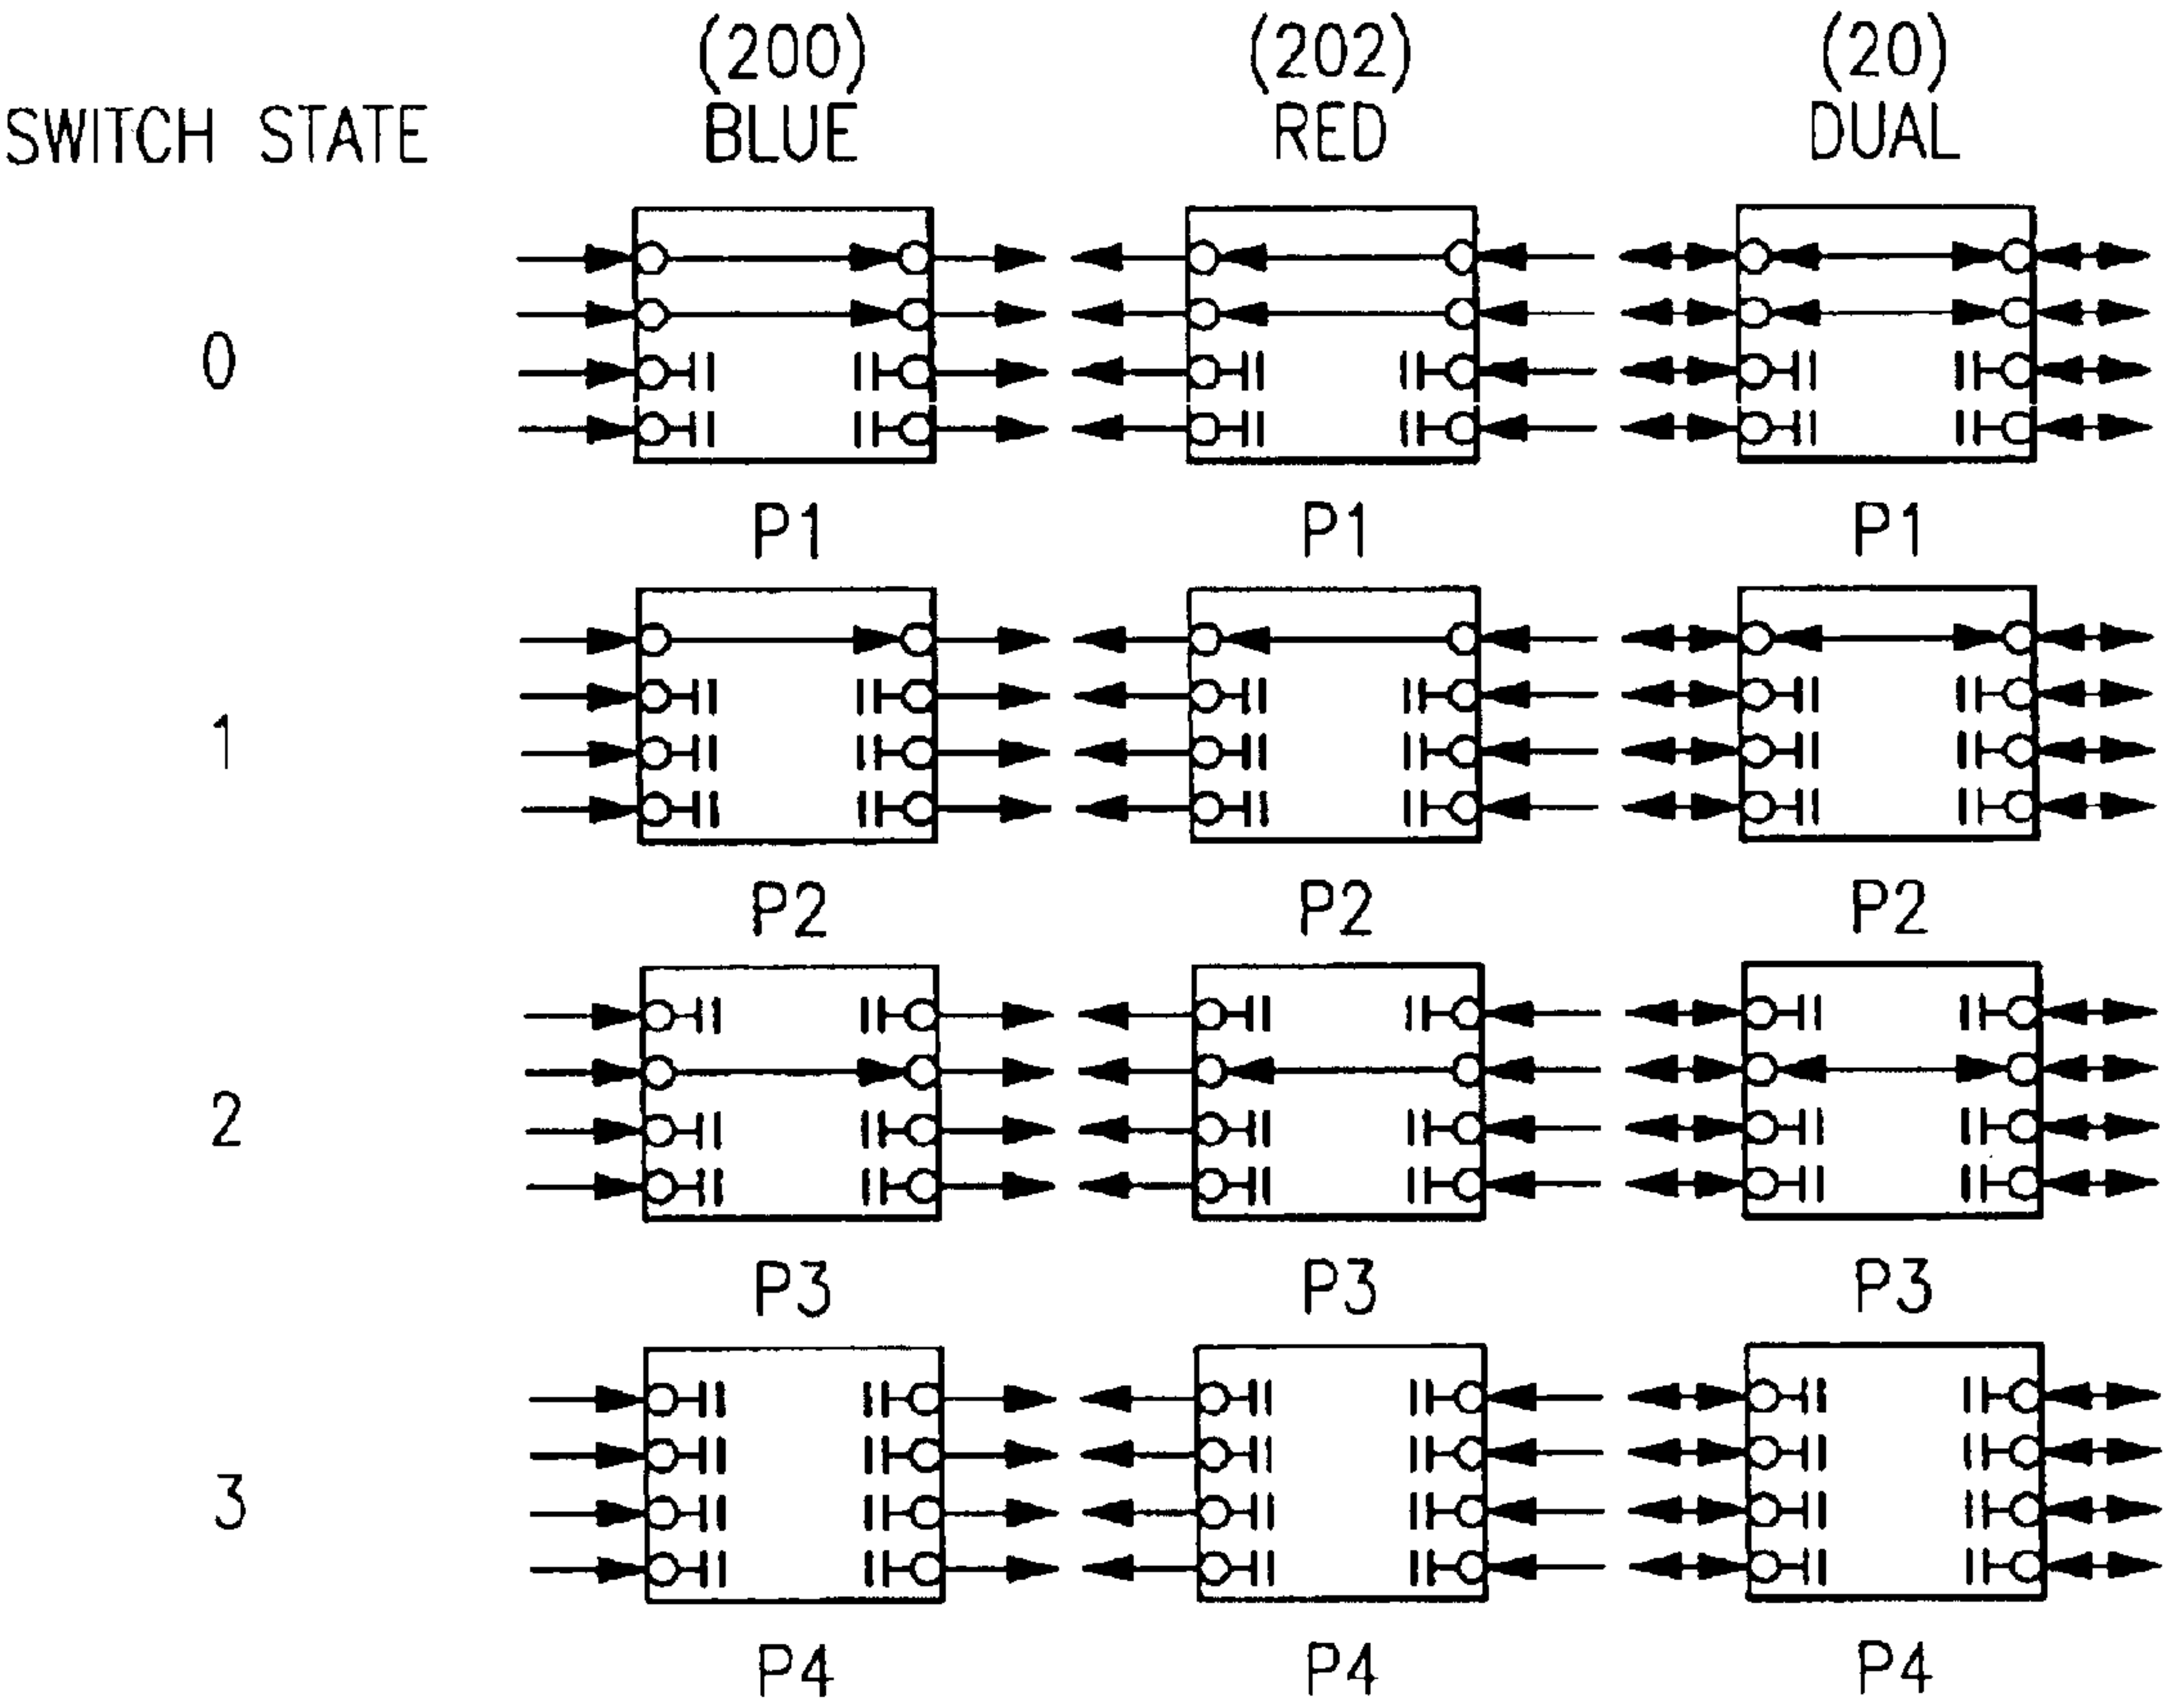 (200) (202) (20)
SWITCH STATE BLUE RED DUAL
0
P1 P1 P1
1
P2 P2 P2
2
P3 P3 P3
3
P4 P4 P4